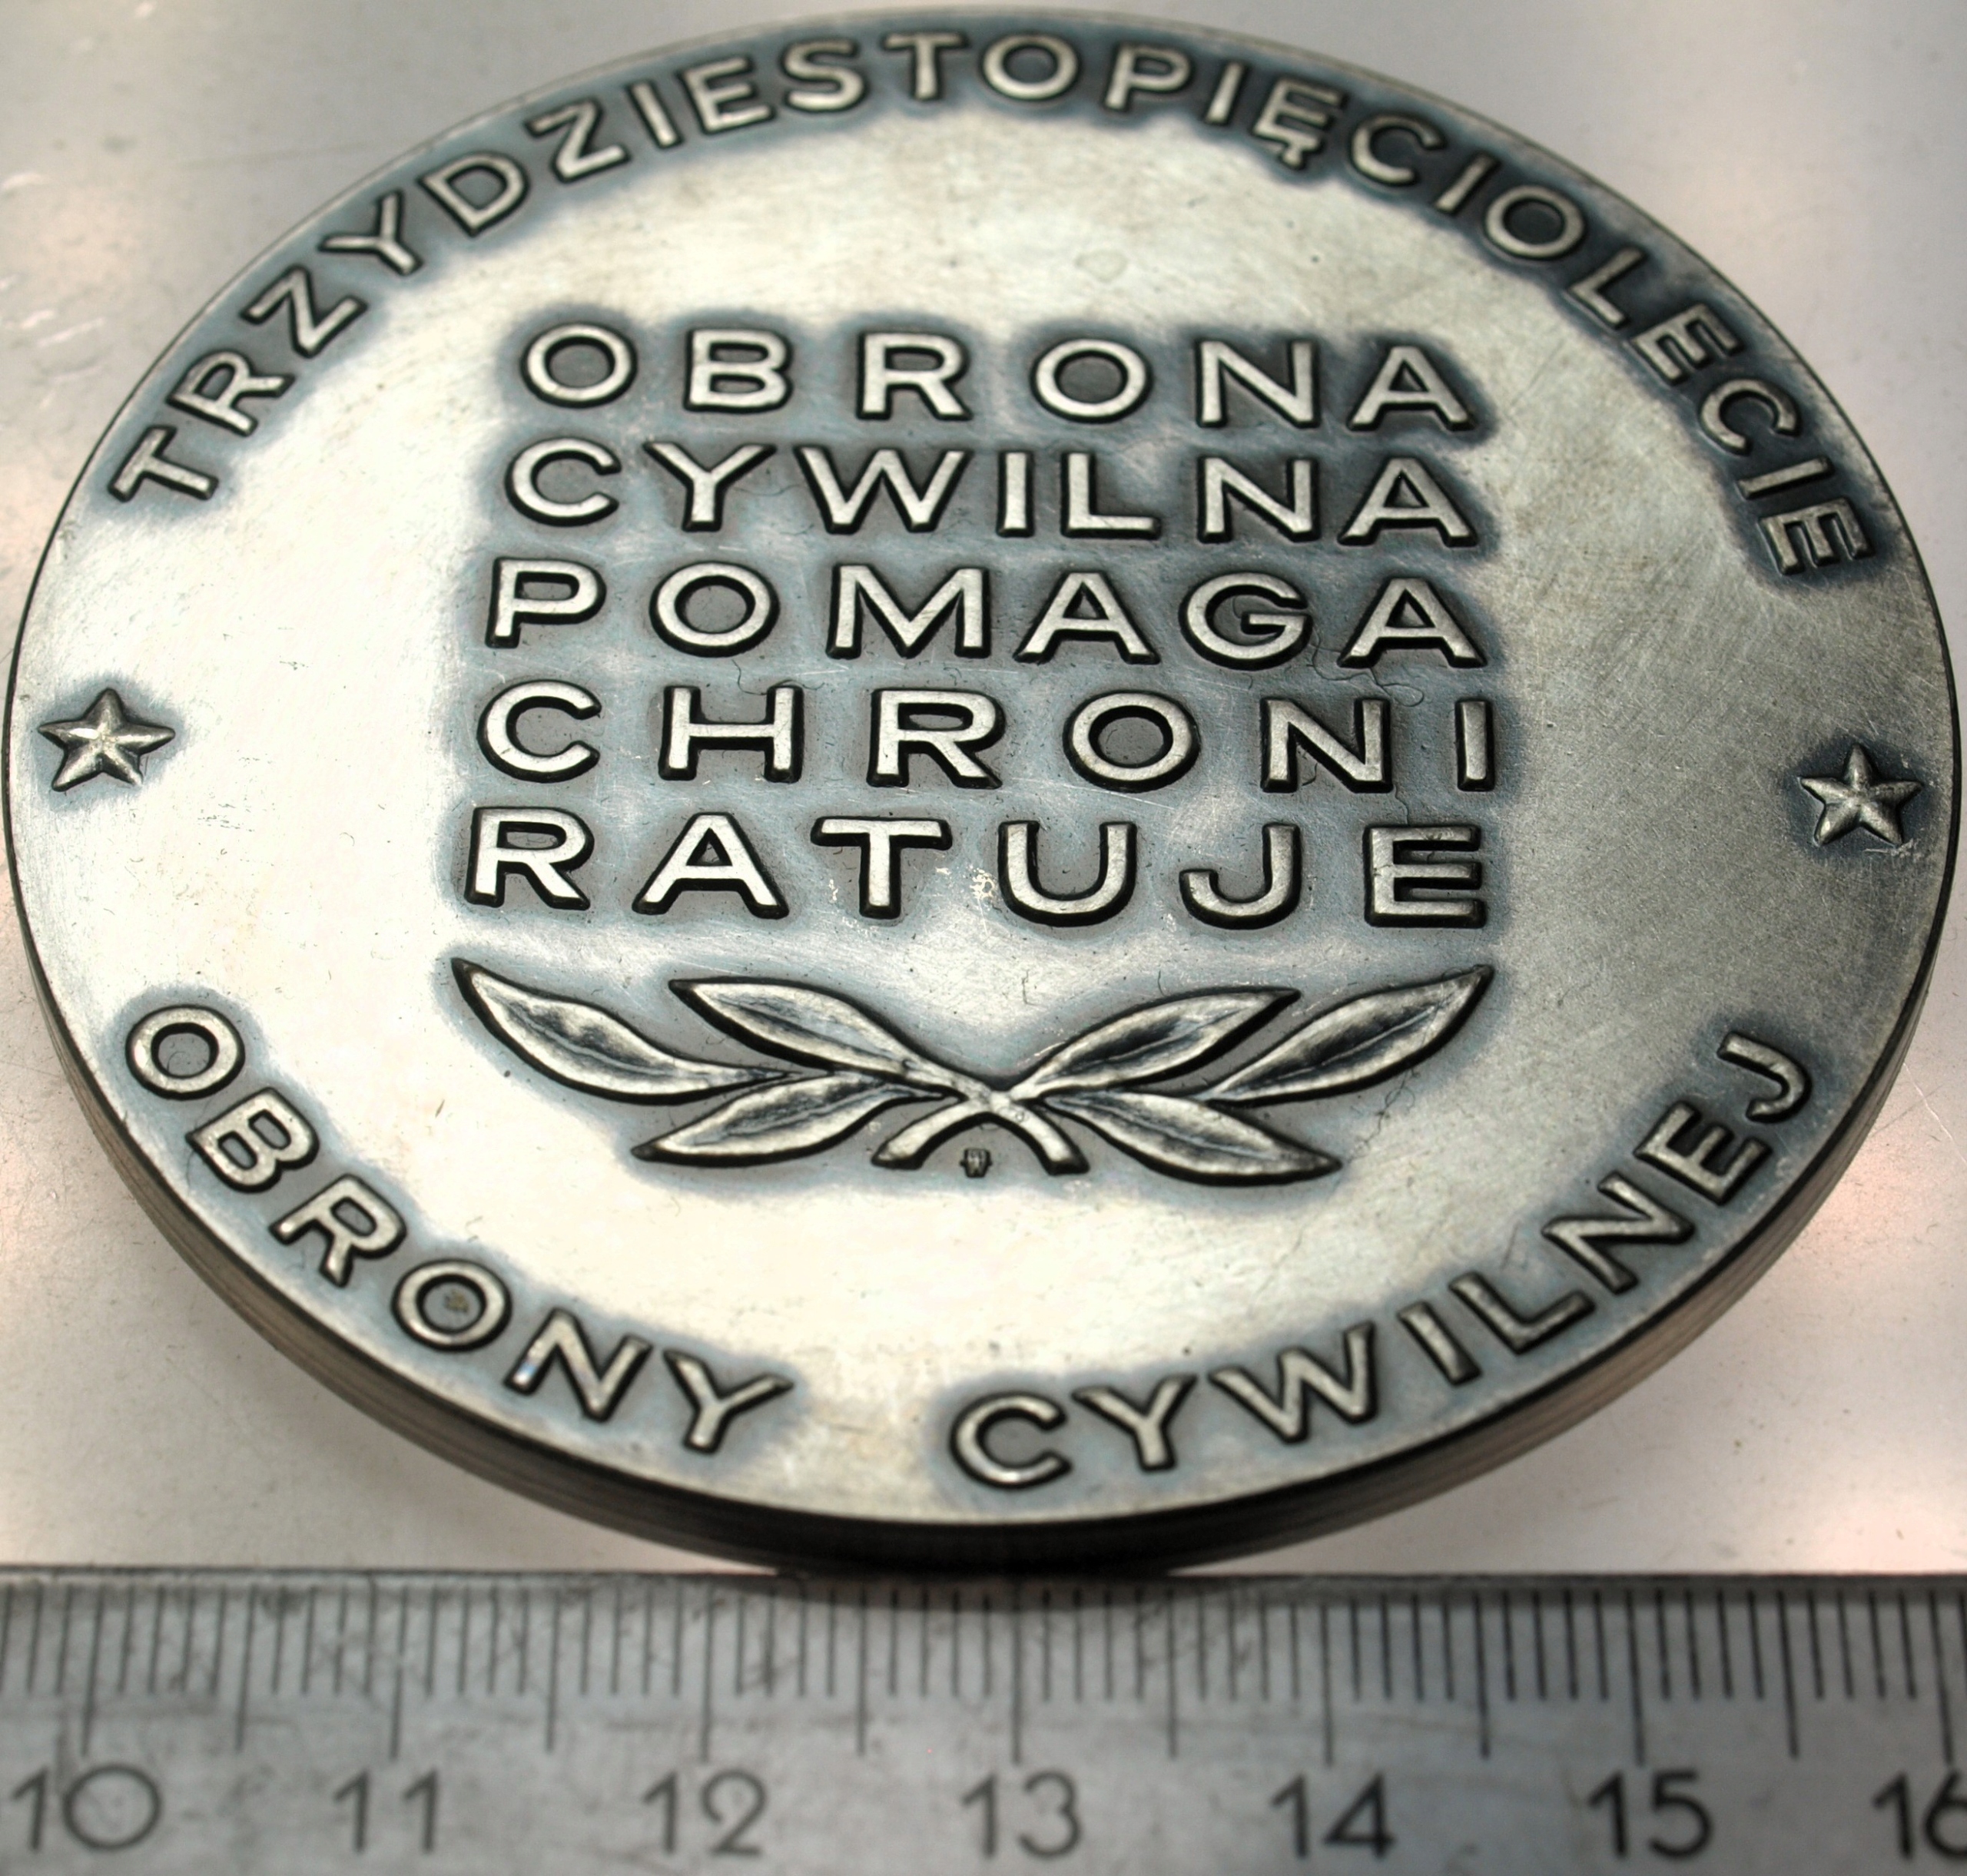 TRZYDZIESTOPIĘCIOLECIE
OBRONA
CYWILNA
POMAGA
CHRONI
RATUJE
OBRONY CYWILNEJ
10 11 12 13 14 15 16